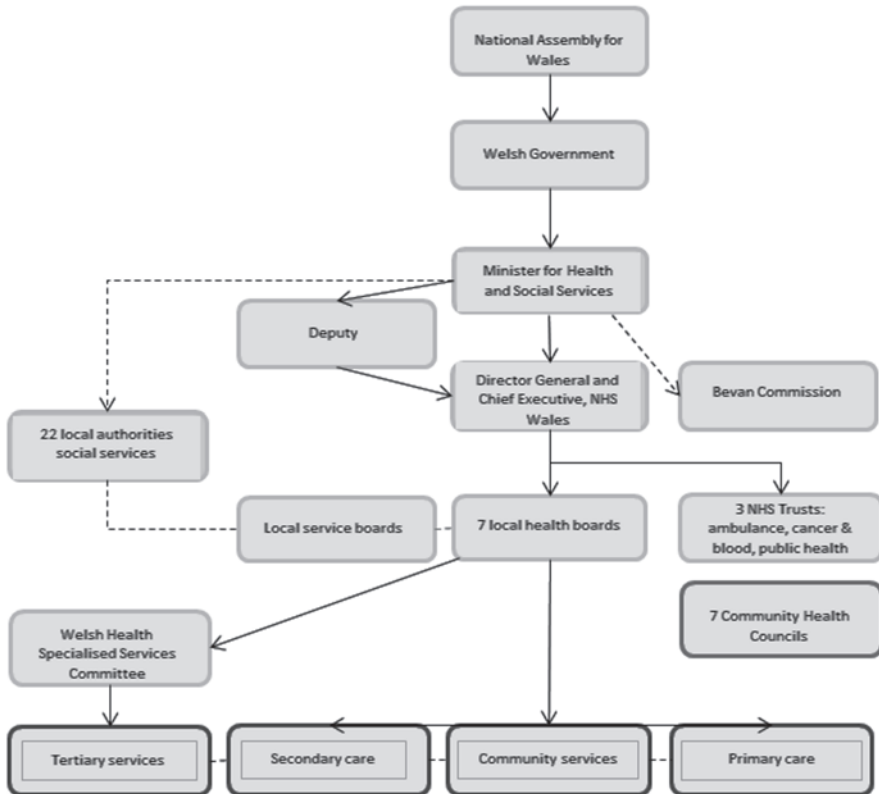 National Assembly for
Wales
Welsh Government
Minister for Health
and Social Services
Deputy
Director General and
Chief Executive, NHS
Wales
Bevan Commission
22 local authorities
social services
Local service boards
7 local health boards
3 NHS Trusts:
ambulance, cancer &
blood, public health
7 Community Health
Councils
Welsh Health
Specialised Services
Committee
Tertiary services
Secondary care
Community services
Primary care